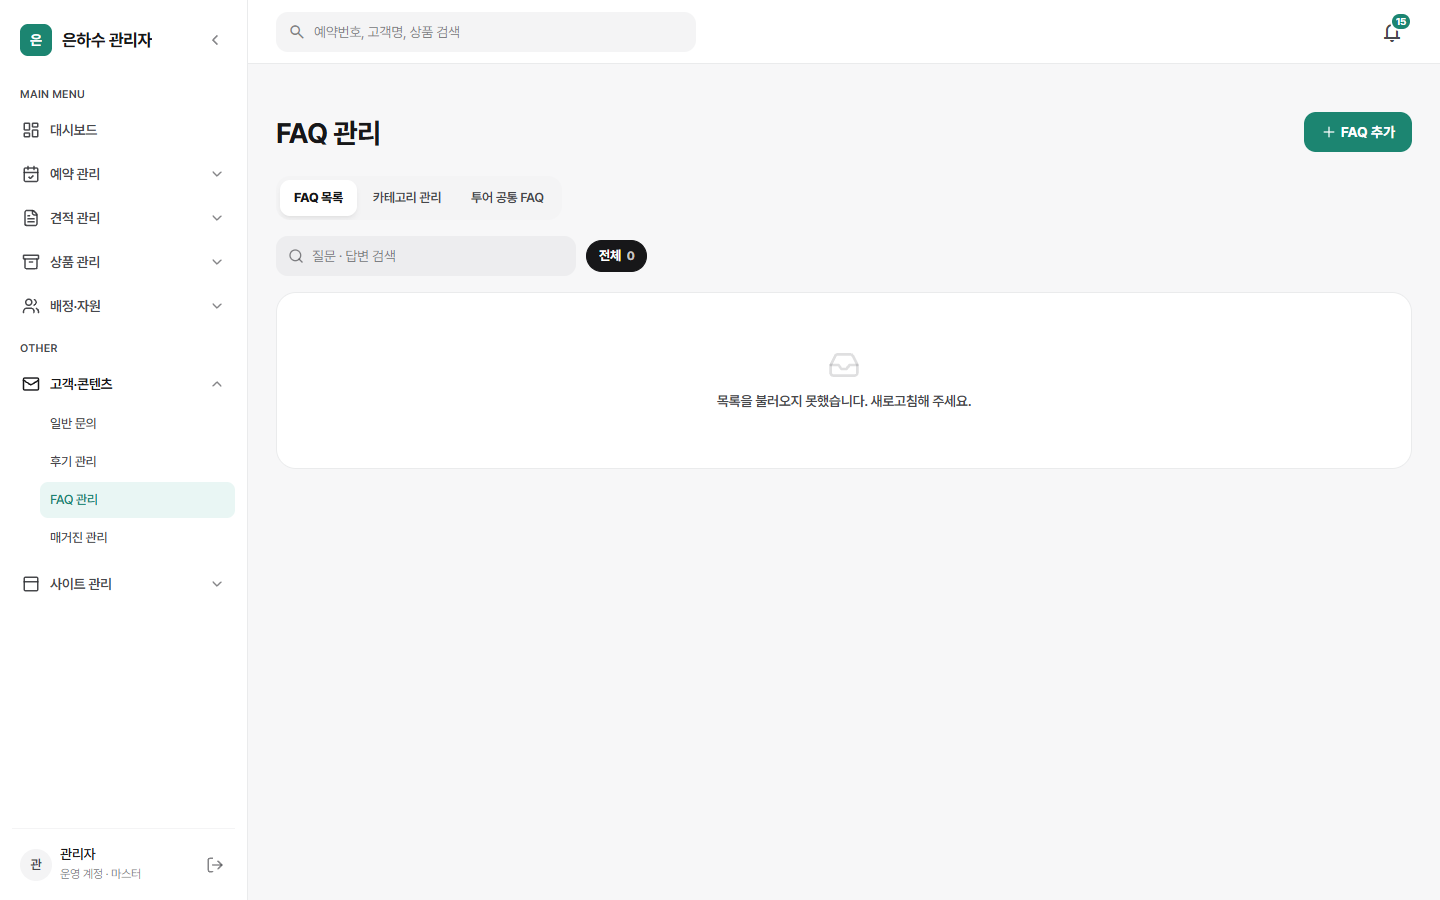 은
은하수 관리자
예약번호, 고객명, 상품 검색
15
MAIN MENU
대시보드
예약 관리
견적 관리
상품 관리
배정·자원
OTHER
고객·콘텐츠
일반 문의
후기 관리
FAQ 관리
매거진 관리
사이트 관리
관
관리자
운영 계정 · 마스터
FAQ 관리
FAQ 추가
FAQ 목록
카테고리 관리
투어 공통 FAQ
질문 · 답변 검색
전체 0
목록을 불러오지 못했습니다. 새로고침해 주세요.